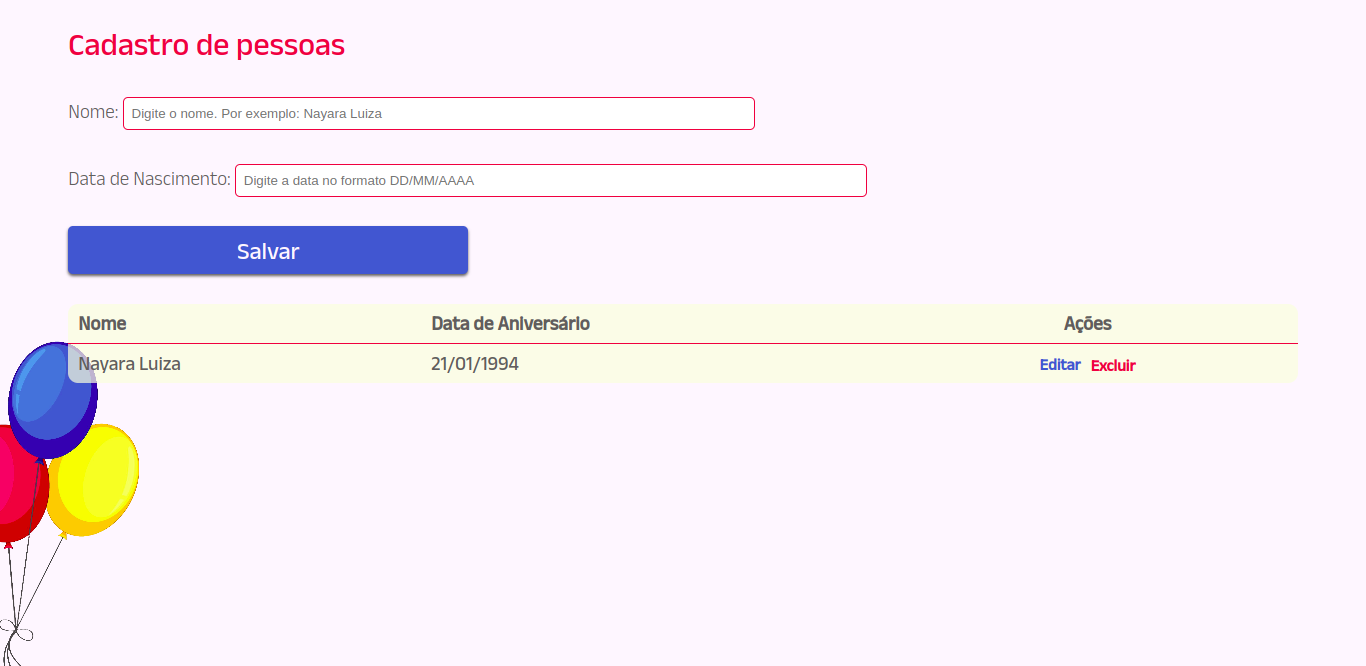 Cadastro de pessoas
Nome: Digite o nome. Por exemplo: Nayara Luiza
Data de Nascimento: Digite a data no formato DD/MM/AAAA
Salvar
Nome Data de Aniversário Ações
Nayara Luiza 21/01/1994 Editar Excluir